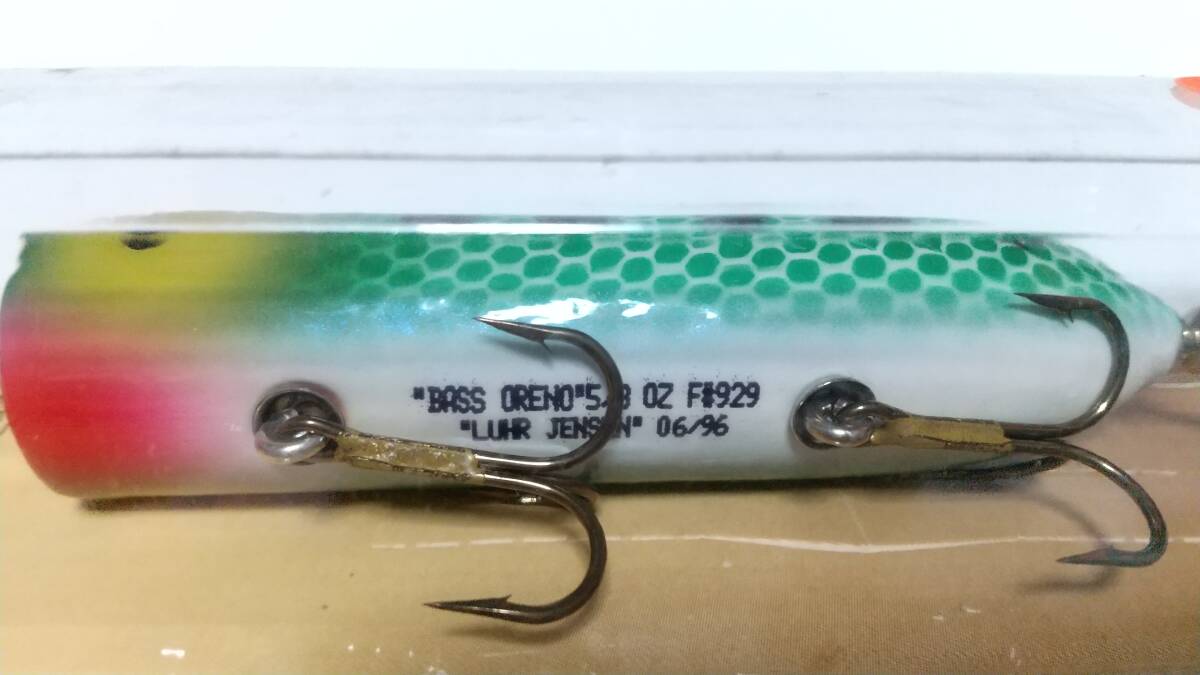 "BASS ORENO" 5/8 OZ F#929
"LUHR JENSEN" 06/96